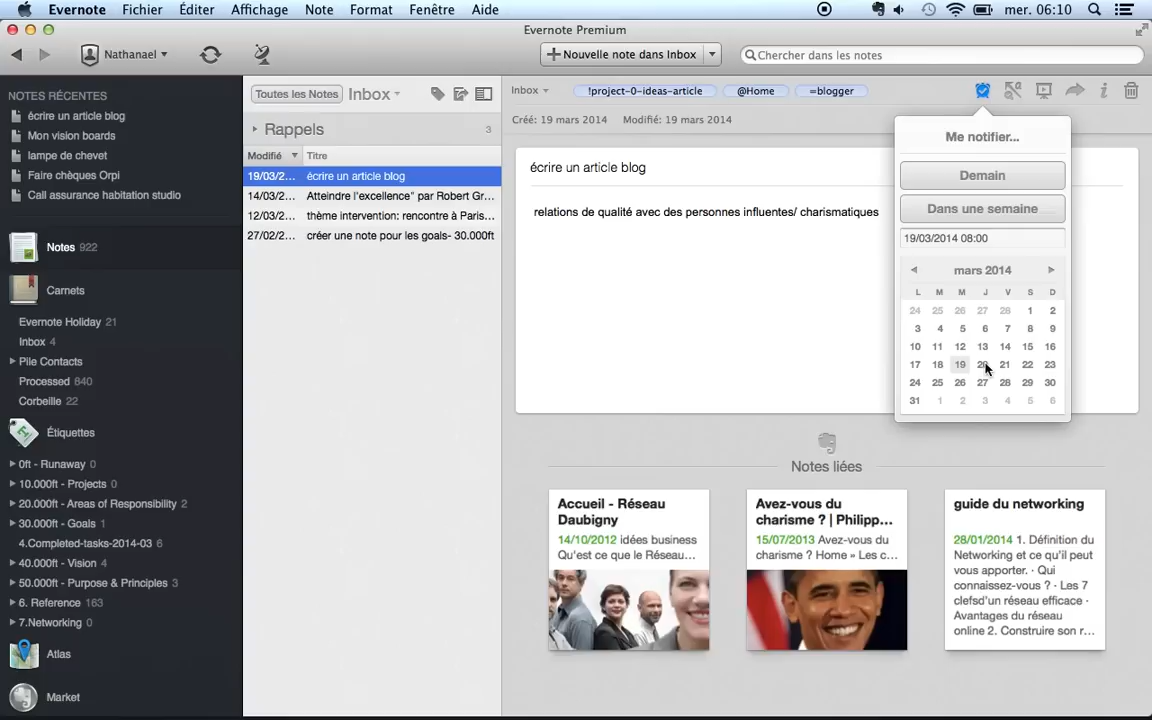 Evernote Fichier Éditer Affichage Note Format Fenêtre Aide mer. 06:10
Evernote Premium
Nathanael
+Nouvelle note dans Inbox
Chercher dans les notes
NOTES RÉCENTES
écrire un article blog
Mon vision boards
lampe de chevet
Faire chèques Orpi
Call assurance habitation studio
Notes 922
Carnets
Evernote Holiday 21
Inbox 4
Pile Contacts
Processed 840
Corbeille 22
Étiquettes
0ft - Runaway 0
10.000ft - Projects 0
20.000ft - Areas of Responsability 2
30.000ft - Goals 1
4.Completed-tasks-2014-03 6
40.000ft - Vision 4
50.000ft - Purpose & Principles 3
6. Reference 163
7.Networking 0
Atlas
Market
Toutes les Notes Inbox
Rappels 3
Modifié Titre
19/03/2... écrire un article blog
14/03/2... Atteindre l'excellence" par Robert Gr...
12/03/2... thème intervention: rencontre à Paris...
27/02/2... créer une note pour les goals- 30.000ft
Inbox !project-0-ideas-article @Home =blogger
Créé: 19 mars 2014 Modifié: 19 mars 2014
écrire un article blog
relations de qualité avec des personnes influentes/ charismatiques
Me notifier...
Demain
Dans une semaine
19/03/2014 08:00
mars 2014
L M M J V S D
24 25 26 27 28 1 2
3 4 5 6 7 8 9
10 11 12 13 14 15 16
17 18 19 20 21 22 23
24 25 26 27 28 29 30
31 1 2 3 4 5 6
Notes liées
Accueil - Réseau
Daubigny
14/10/2012 idées business
Qu'est ce que le Réseau...
Avez-vous du
charisme ? | Philipp...
15/07/2013 Avez-vous du
charisme ? Home » Les c...
guide du networking
28/01/2014 1. Définition du
Networking et ce qu'il peut
vous apporter. · Qui
connaissez-vous ? · Les 7
clefsd'un réseau efficace ·
Avantages du réseau
online 2. Construire son r...